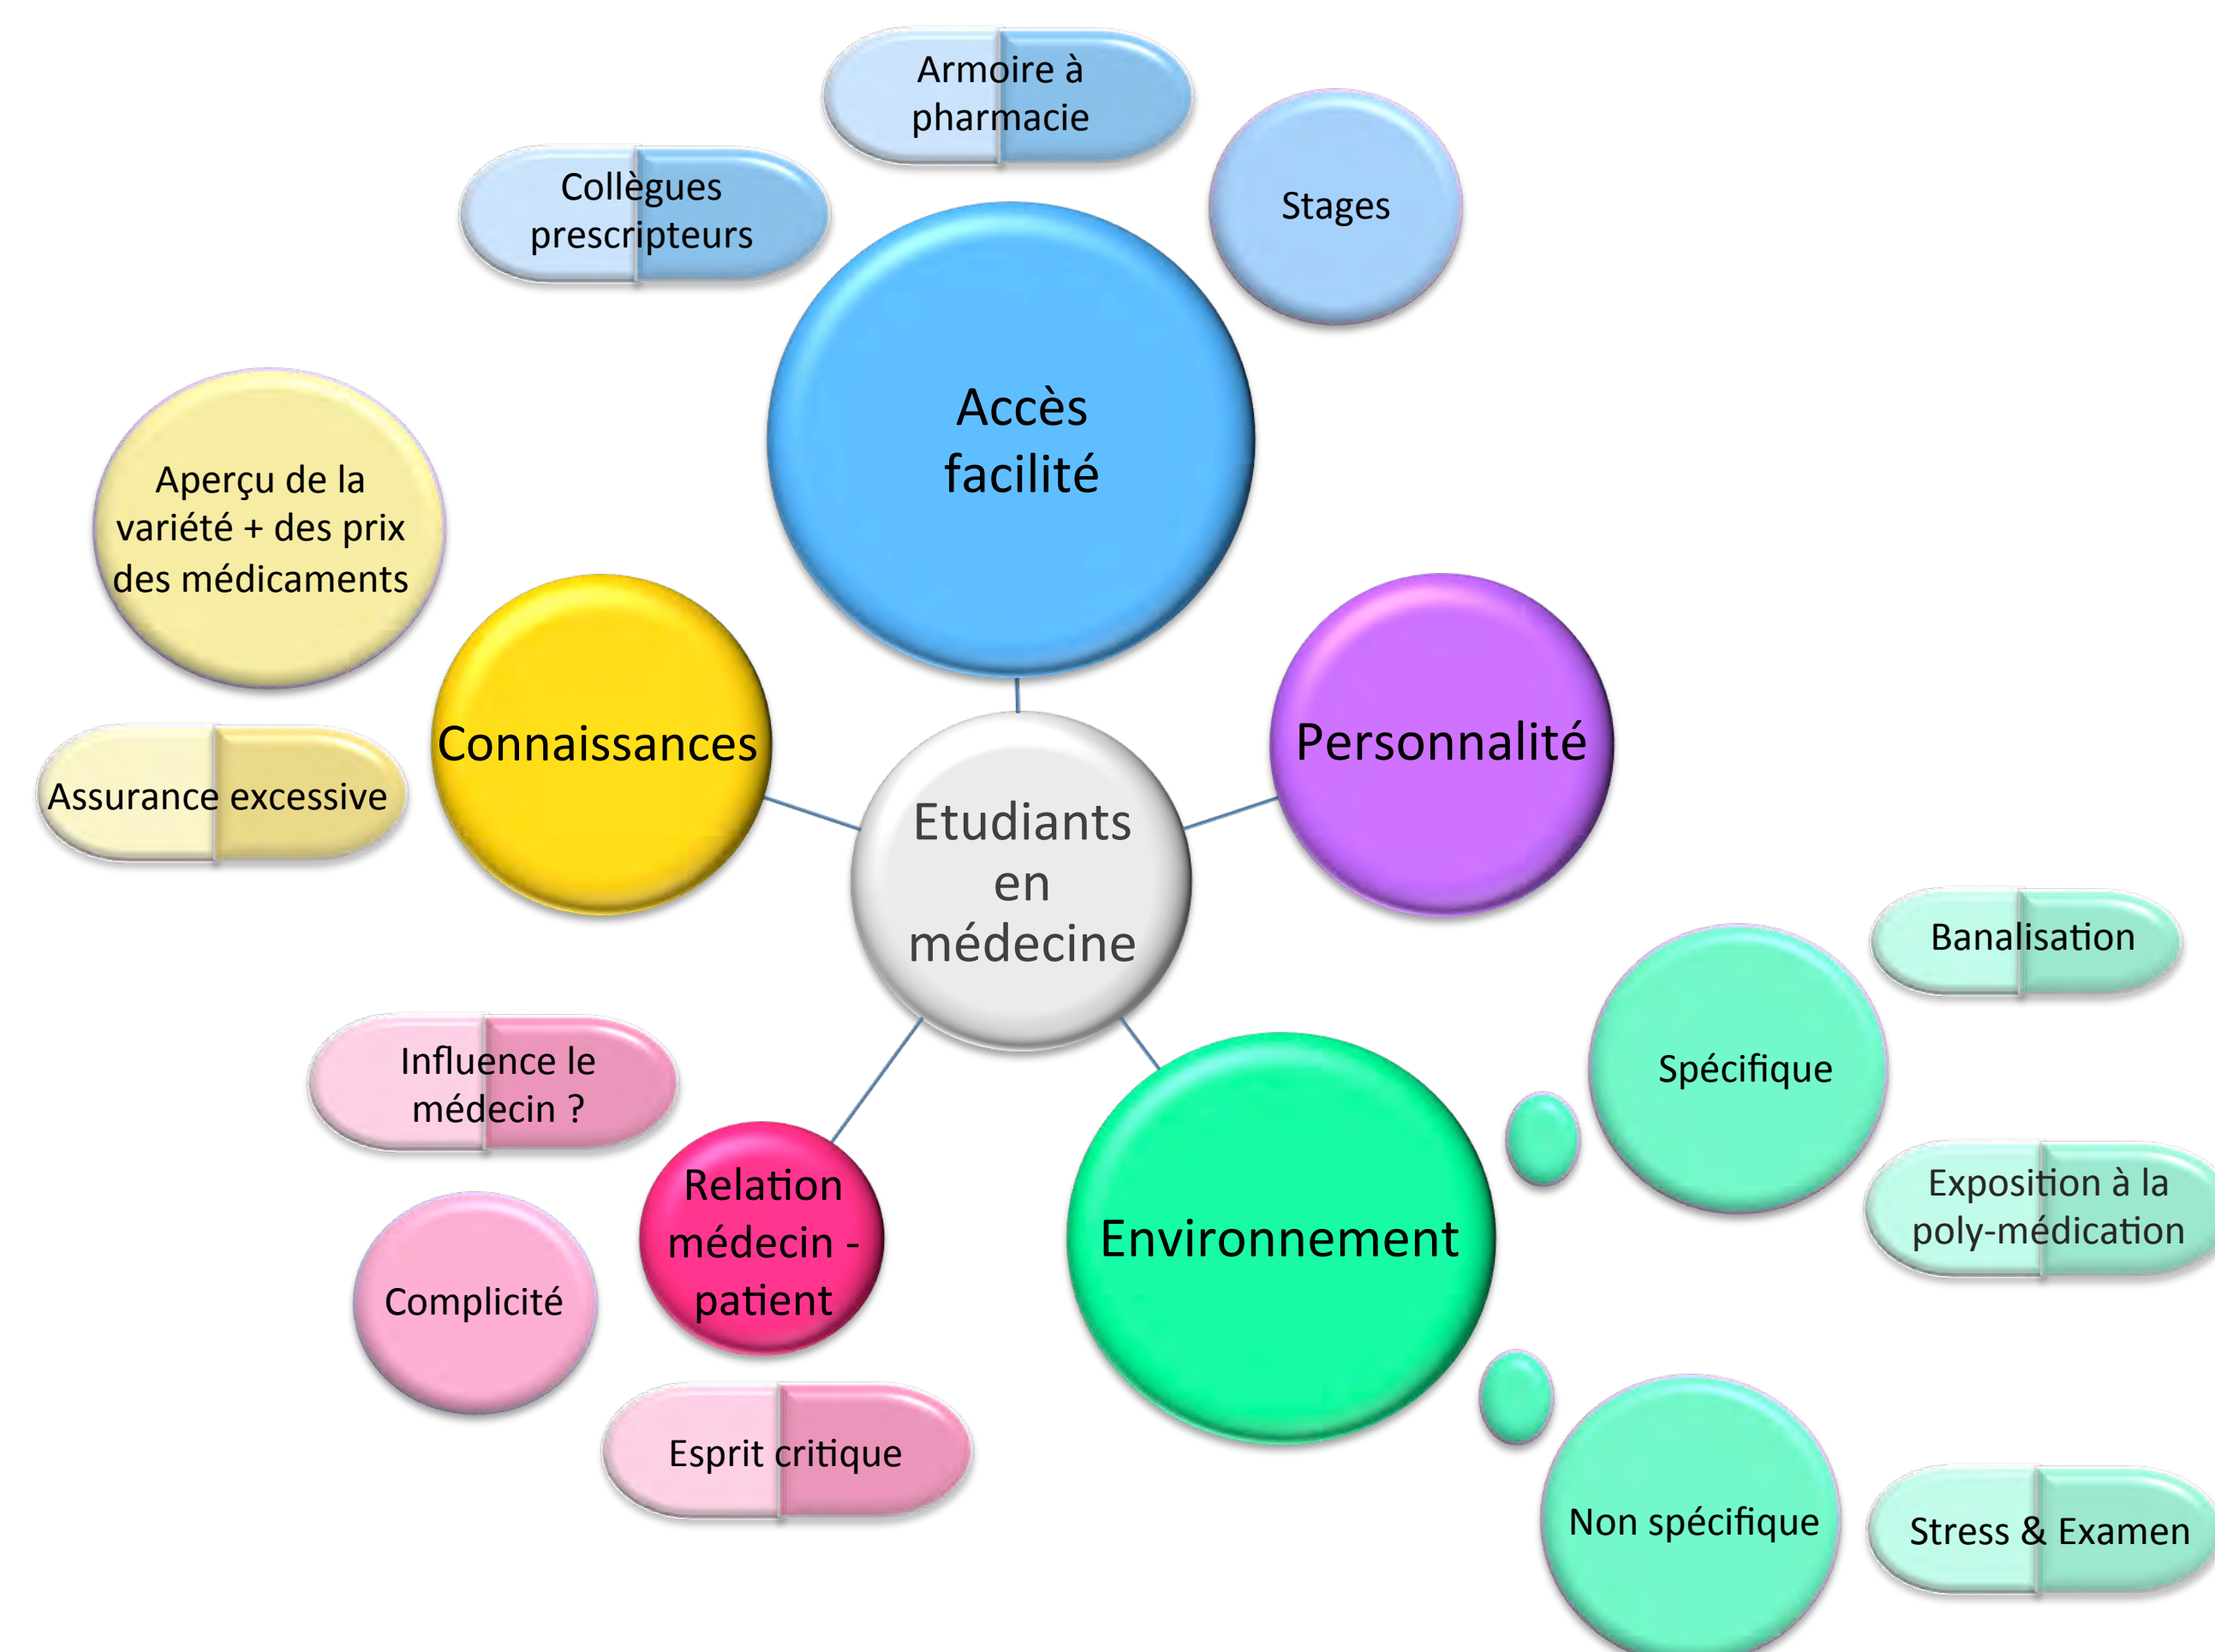 Armoire à
pharmacie
Collègues
prescripteurs
Stages
Accès
facilité
Aperçu de la
variété + des prix
des médicaments
Connaissances
Assurance excessive
Personnalité
Etudiants
en
médecine
Banalisation
Spécifique
Exposition à la
poly-médication
Influence le
médecin ?
Relation
médecin -
patient
Complicité
Esprit critique
Environnement
Non spécifique
Stress & Examen